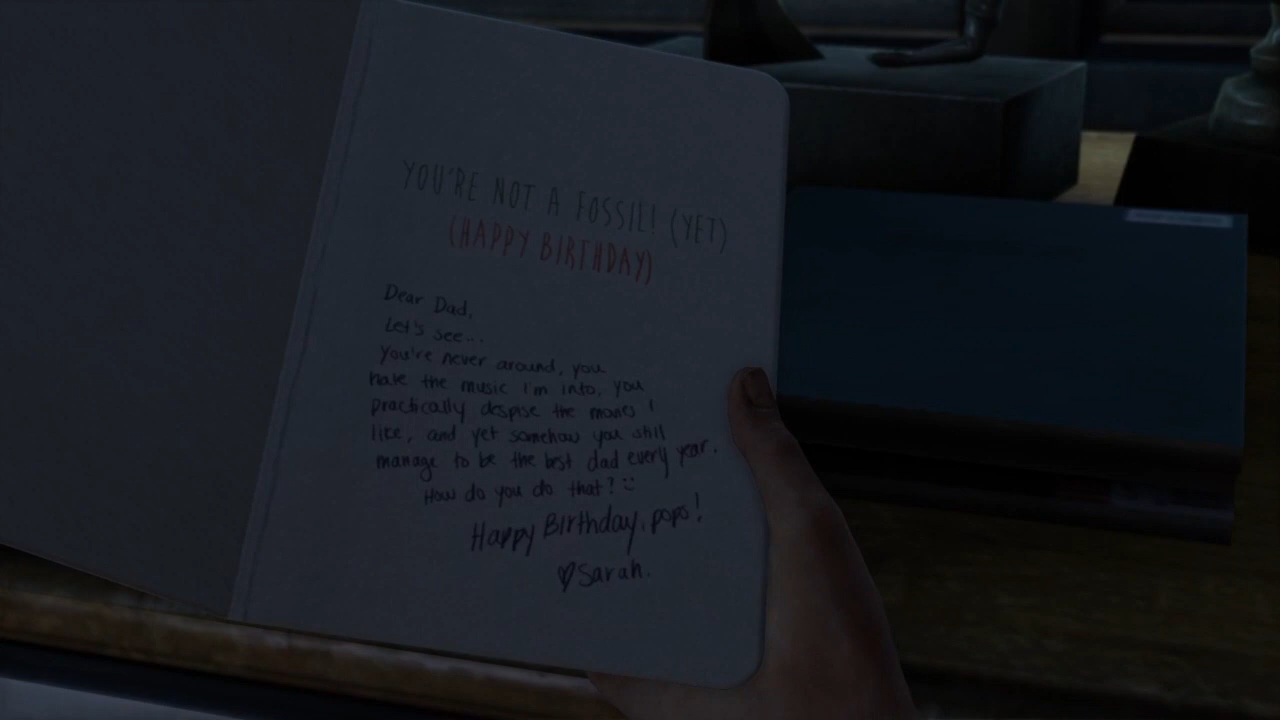 YOU'RE NOT A FOSSIL! (YET)
(HAPPY BIRTHDAY)
Dear Dad,
Let's see...
You're never around, you
hate the music I'm into, you
practically despise the movies I
like, and yet somehow you still
manage to be the best dad every year.
How do you do that? :)
Happy Birthday, pops!
♡Sarah.